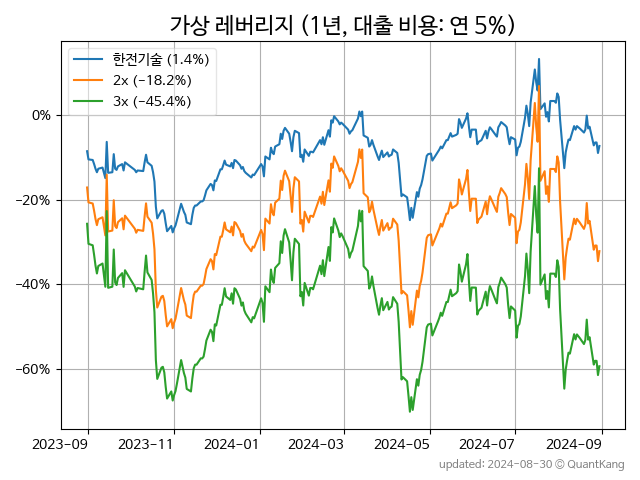 가상 레버리지 (1년, 대출 비용: 연 5%)
한전기술 (1.4%)
2x (−18.2%)
3x (−45.4%)
0%
−20%
−40%
−60%
2023-09
2023-11
2024-01
2024-03
2024-05
2024-07
2024-09
updated: 2024-08-30 © QuantKang